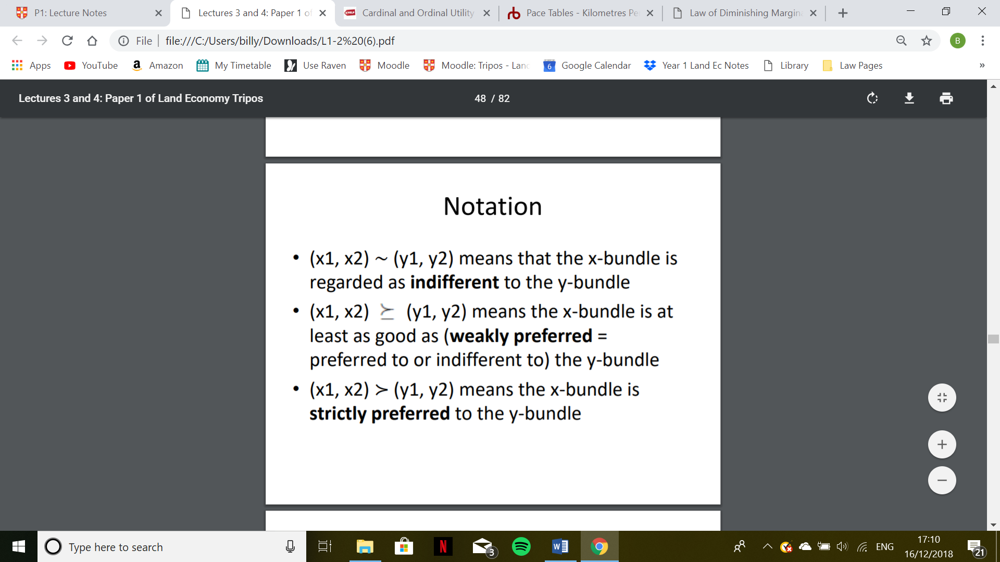 P1: Lecture Notes
Lectures 3 and 4: Paper 1 of
HELP
Cardinal and Ordinal Utility
Pace Tables - Kilometres Pe
Law of Diminishing Margin
File
file:///C:/Users/billy/Downloads/L1-2%20(6).pdf
B
Apps
YouTube
a
Amazon
My Timetable
Use Raven
Moodle
Moodle: Tripos - Lanc
6
Google Calendar
Year 1 Land Ec Notes
Library
Law Pages
»
Lectures 3 and 4: Paper 1 of Land Economy Tripos
48 / 82
Notation
• (x1, x2) ~ (y1, y2) means that the x-bundle is
regarded as indifferent to the y-bundle
• (x1, x2) ⪰ (y1, y2) means the x-bundle is at
least as good as (weakly preferred =
preferred to or indifferent to) the y-bundle
• (x1, x2) ≻ (y1, y2) means the x-bundle is
strictly preferred to the y-bundle
Type here to search
N
3
W
ENG
17:10
16/12/2018
21